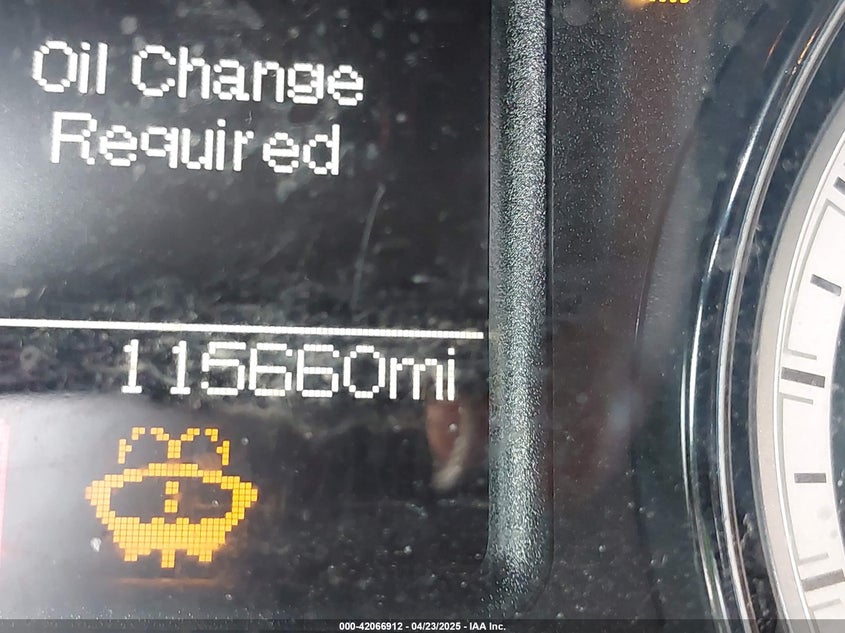 Oil Change
Required
115660mi
000-42066912 - 04/23/2025 - IAA Inc.